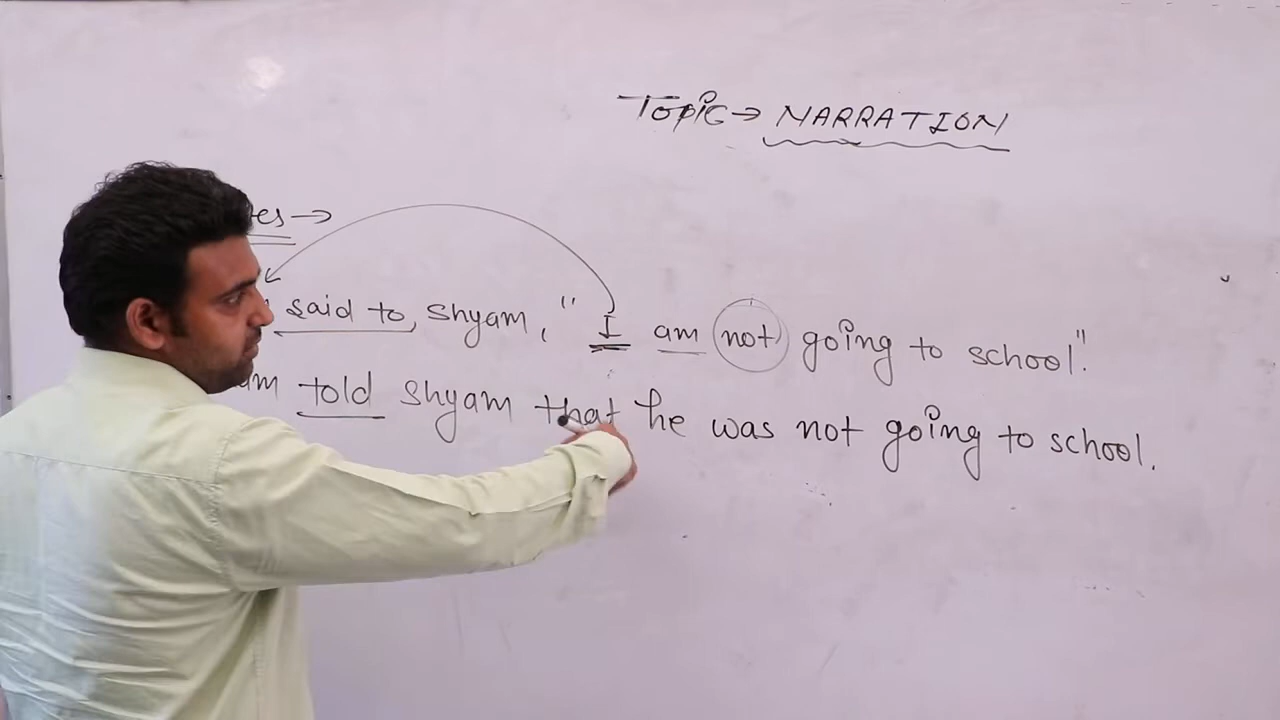 Topic → NARRATION
es →
said to, shyam, " I am not going to school".
am told shyam that he was not going to school.